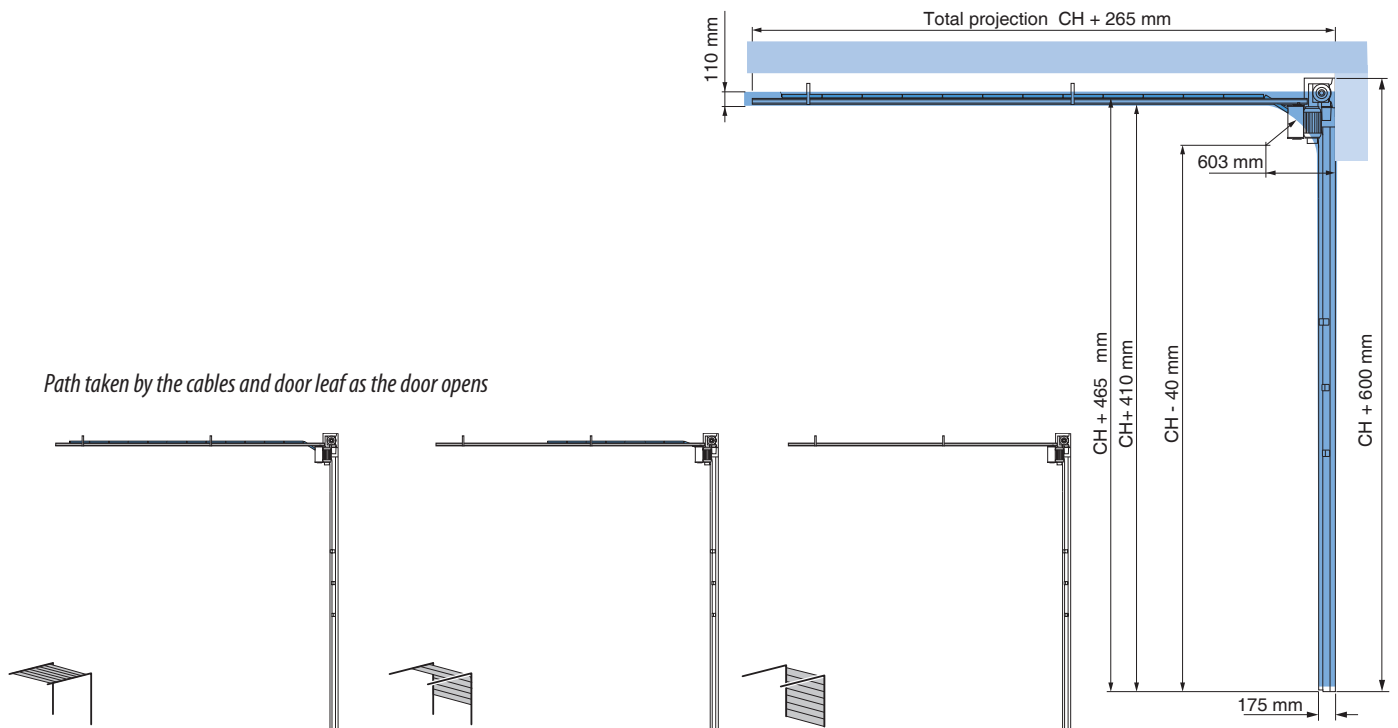 Total projection CH + 265 mm
110 mm
603 mm
CH + 465 mm
CH+ 410 mm
CH - 40 mm
CH + 600 mm
Path taken by the cables and door leaf as the door opens
175 mm